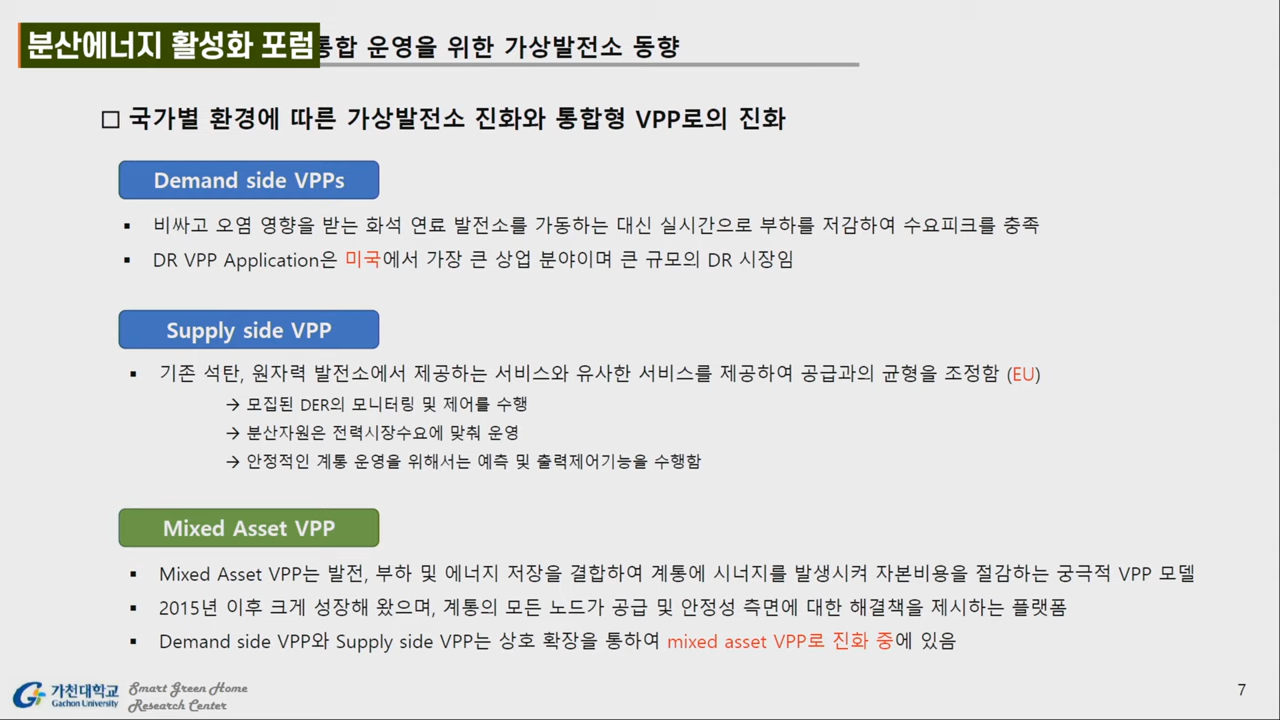 분산에너지 활성화 포럼 통합 운영을 위한 가상발전소 동향
□ 국가별 환경에 따른 가상발전소 진화와 통합형 VPP로의 진화
Demand side VPPs
▪ 비싸고 오염 영향을 받는 화석 연료 발전소를 가동하는 대신 실시간으로 부하를 저감하여 수요피크를 충족
▪ DR VPP Application은 미국에서 가장 큰 상업 분야이며 큰 규모의 DR 시장임
Supply side VPP
▪ 기존 석탄, 원자력 발전소에서 제공하는 서비스와 유사한 서비스를 제공하여 공급과의 균형을 조정함 (EU)
→ 모집된 DER의 모니터링 및 제어를 수행
→ 분산자원은 전력시장수요에 맞춰 운영
→ 안정적인 계통 운영을 위해서는 예측 및 출력제어기능을 수행함
Mixed Asset VPP
▪ Mixed Asset VPP는 발전, 부하 및 에너지 저장을 결합하여 계통에 시너지를 발생시켜 자본비용을 절감하는 궁극적 VPP 모델
▪ 2015년 이후 크게 성장해 왔으며, 계통의 모든 노드가 공급 및 안정성 측면에 대한 해결책을 제시하는 플랫폼
▪ Demand side VPP와 Supply side VPP는 상호 확장을 통하여 mixed asset VPP로 진화 중에 있음
가천대학교
Gachon University
Smart Green Home
Research Center
7